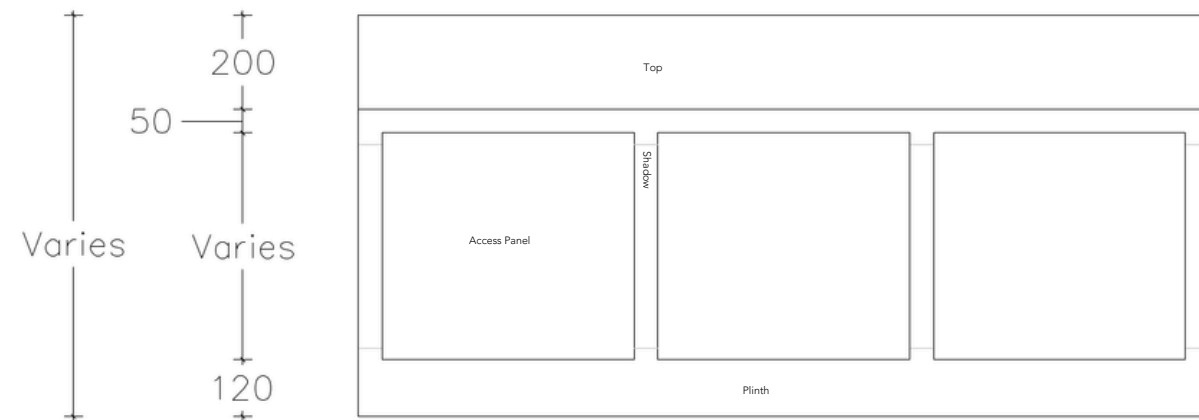 200
Top
50
Shadow
Varies
Varies
Access Panel
120
Plinth